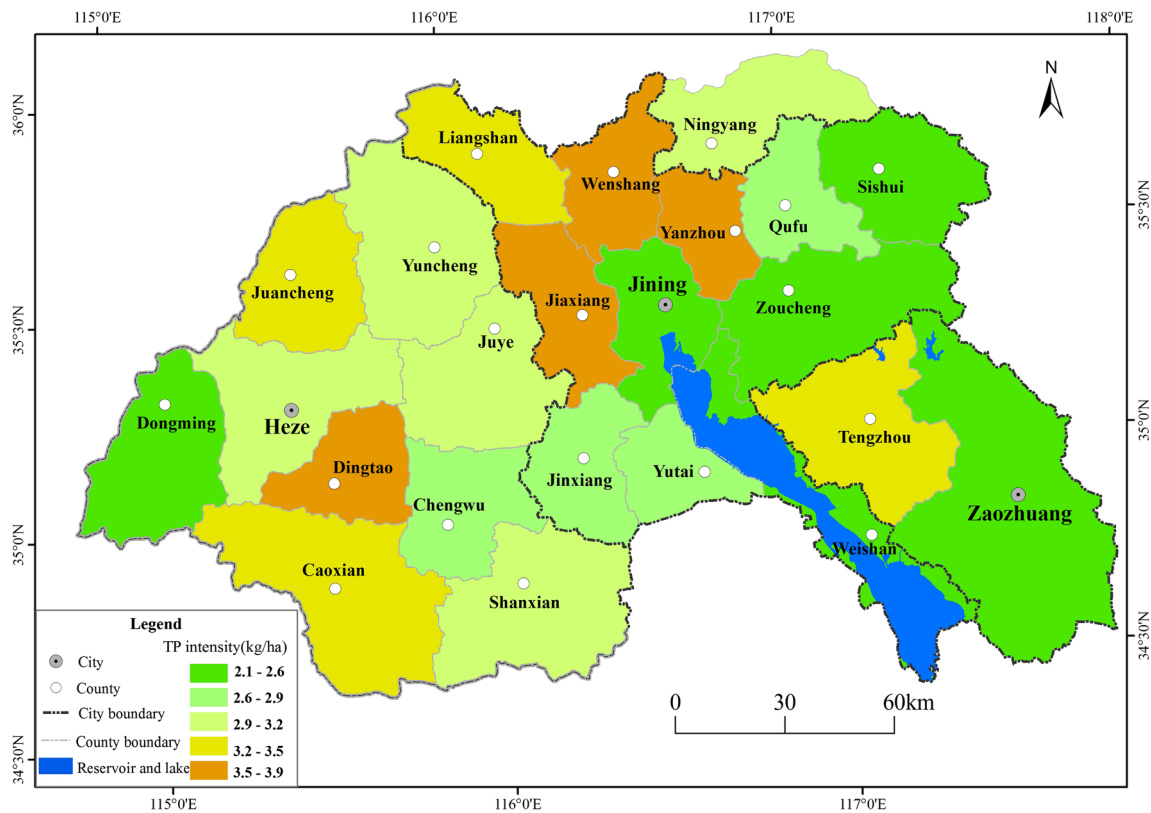 115°0′E
116°0′E
117°0′E
118°0′E
36°0′N
35°30′N
35°0′N
34°30′N
35°30′N
35°0′N
34°30′N
N
Liangshan
Ningyang
Wenshang
Sishui
Yanzhou
Qufu
Yuncheng
Juancheng
Jining
Jiaxiang
Zoucheng
Juye
Dongming
Heze
Tengzhou
Dingtao
Jinxiang
Yutai
Chengwu
Zaozhuang
Weishan
Caoxian
Shanxian
Legend
TP intensity(kg/ha)
City
2.1 - 2.6
County
2.6 - 2.9
City boundary
2.9 - 3.2
County boundary
3.2 - 3.5
Reservoir and lake
3.5 - 3.9
0 30 60km
115°0′E
116°0′E
117°0′E